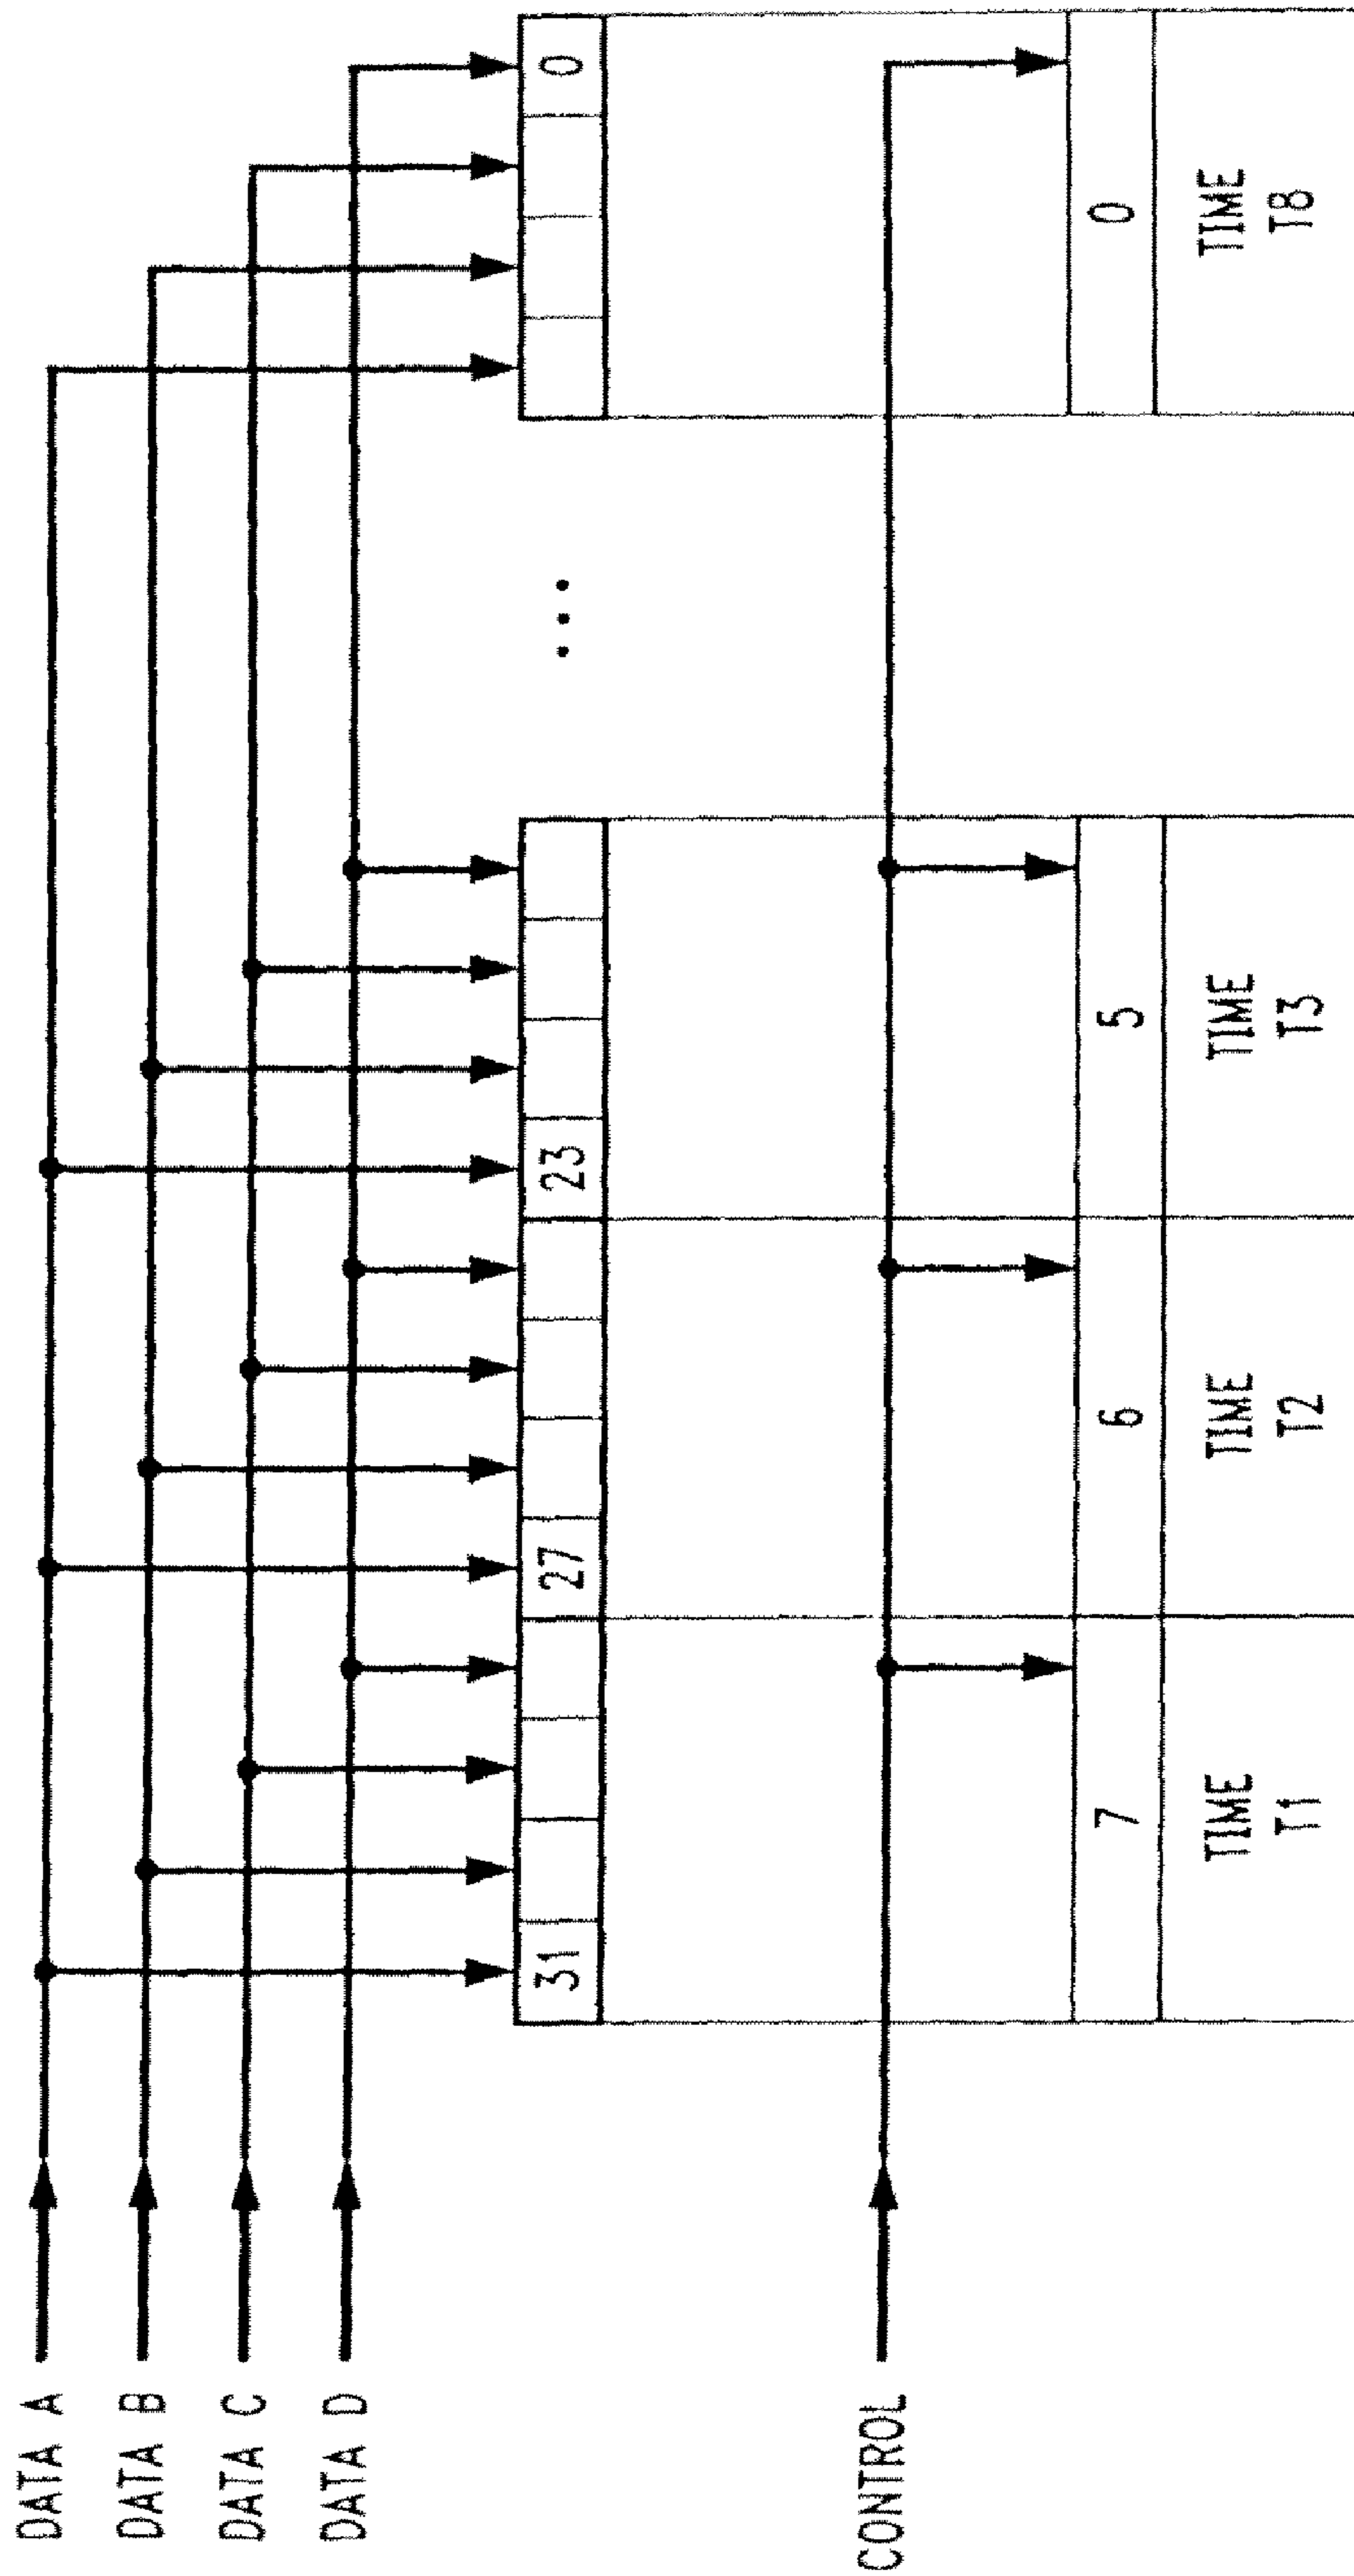 DATA A
DATA B
DATA C
DATA D
31
27
23
...
0
CONTROL
7
6
5
0
TIME
T1
TIME
T2
TIME
T3
TIME
T8